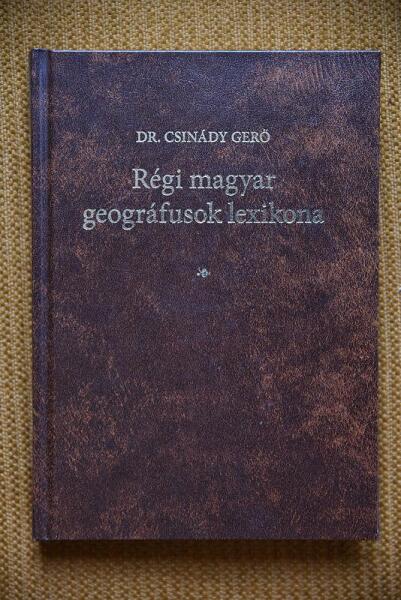 DR. CSINÁDY GERŐ
Régi magyar
geográfusok lexikona